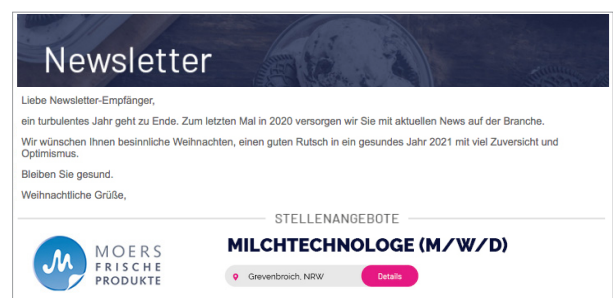 Newsletter
Liebe Newsletter-Empfänger,
ein turbulentes Jahr geht zu Ende. Zum letzten Mal in 2020 versorgen wir Sie mit aktuellen News auf der Branche.
Wir wünschen Ihnen besinnliche Weihnachten, einen guten Rutsch in ein gesundes Jahr 2021 mit viel Zuversicht und
Optimismus.
Bleiben Sie gesund.
Weihnachtliche Grüße,
STELLENANGEBOTE
M
MOERS
FRISCHE
PRODUKTE
MILCHTECHNOLOGE (M/W/D)
Grevenbroich, NRW
Details